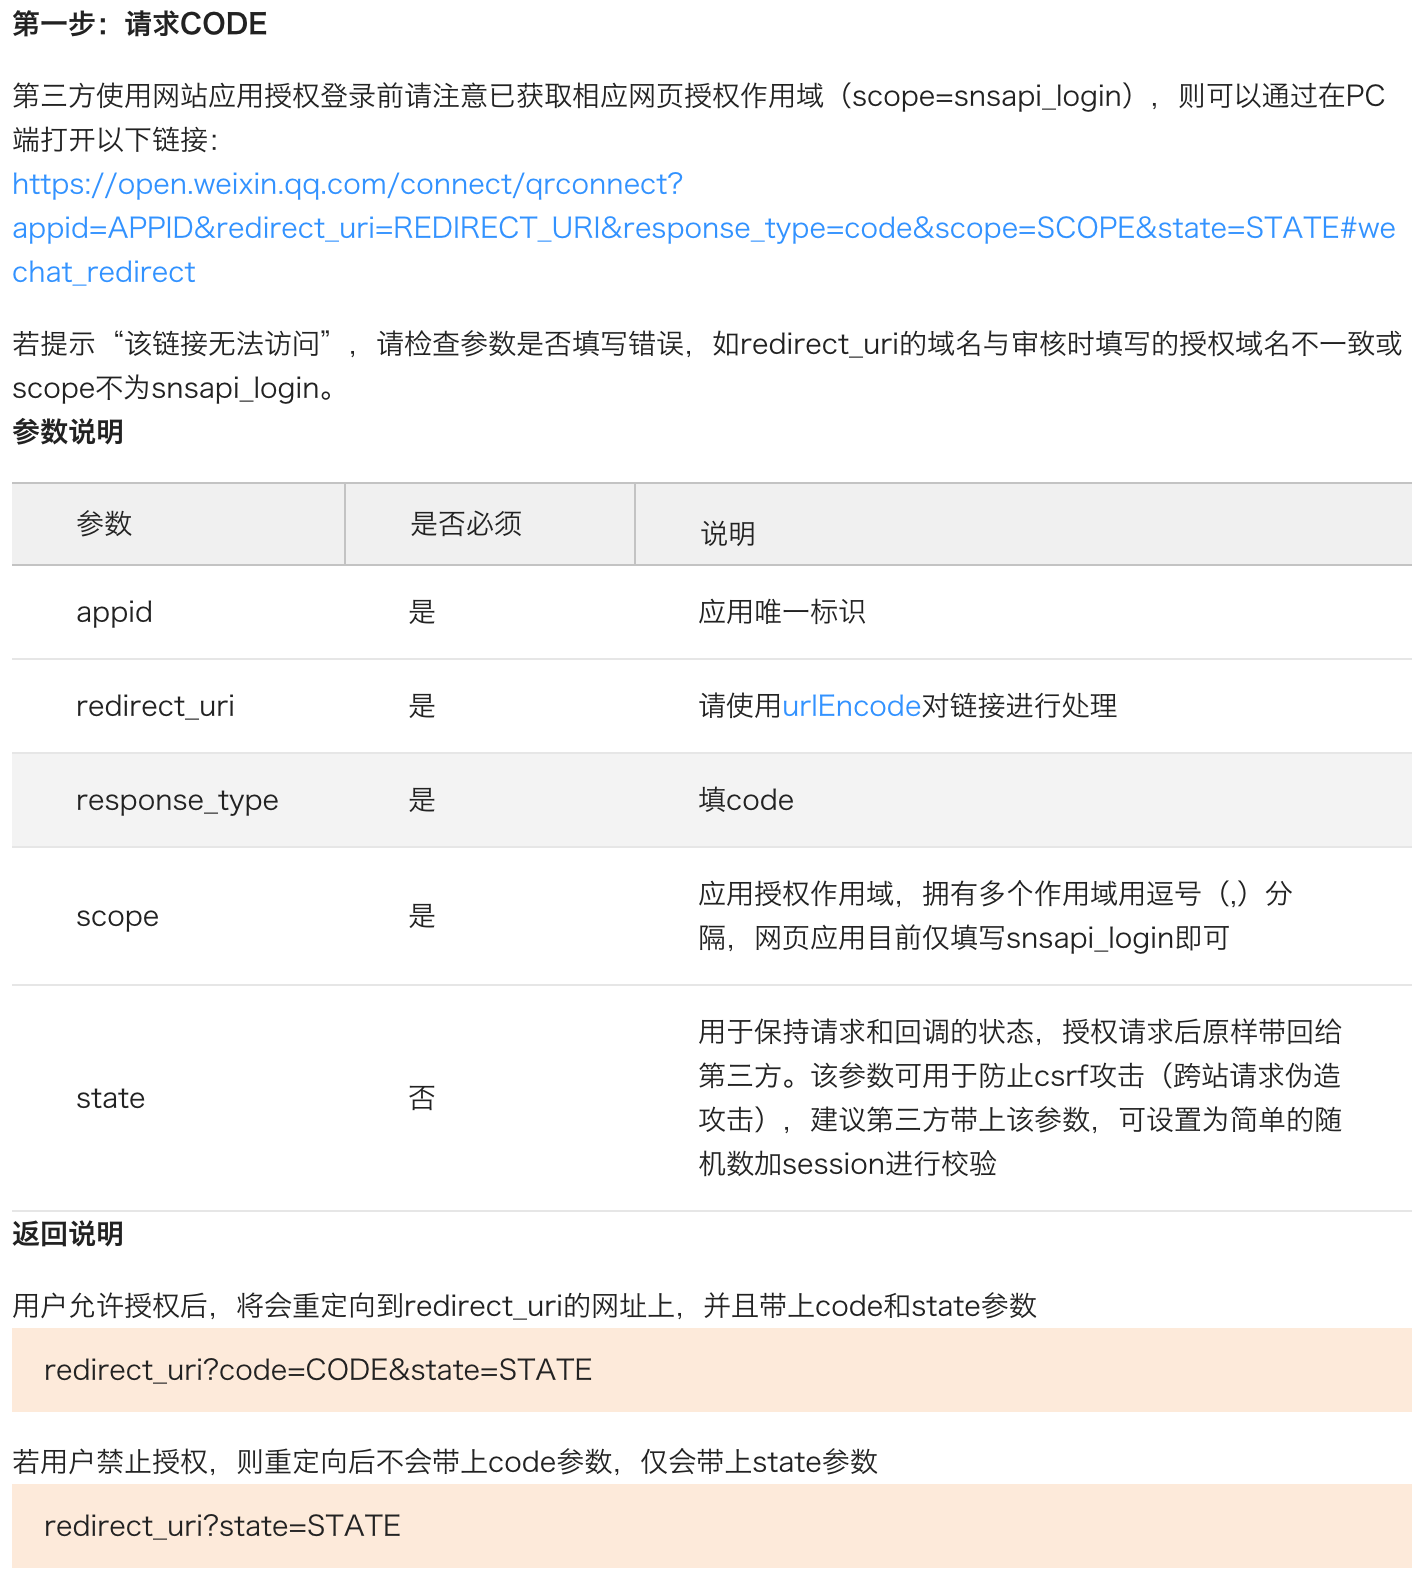 第一步：请求CODE
第三方使用网站应用授权登录前请注意已获取相应网页授权作用域（scope=snsapi_login），则可以通过在PC
端打开以下链接：
https://open.weixin.qq.com/connect/qrconnect?
appid=APPID&redirect_uri=REDIRECT_URI&response_type=code&scope=SCOPE&state=STATE#we
chat_redirect
若提示“该链接无法访问”，请检查参数是否填写错误，如redirect_uri的域名与审核时填写的授权域名不一致或
scope不为snsapi_login。
参数说明
参数 是否必须 说明
appid 是 应用唯一标识
redirect_uri 是 请使用urlEncode对链接进行处理
response_type 是 填code
scope 是 应用授权作用域，拥有多个作用域用逗号（,）分
隔，网页应用目前仅填写snsapi_login即可
state 否 用于保持请求和回调的状态，授权请求后原样带回给
第三方。该参数可用于防止csrf攻击（跨站请求伪造
攻击），建议第三方带上该参数，可设置为简单的随
机数加session进行校验
返回说明
用户允许授权后，将会重定向到redirect_uri的网址上，并且带上code和state参数
redirect_uri?code=CODE&state=STATE
若用户禁止授权，则重定向后不会带上code参数，仅会带上state参数
redirect_uri?state=STATE